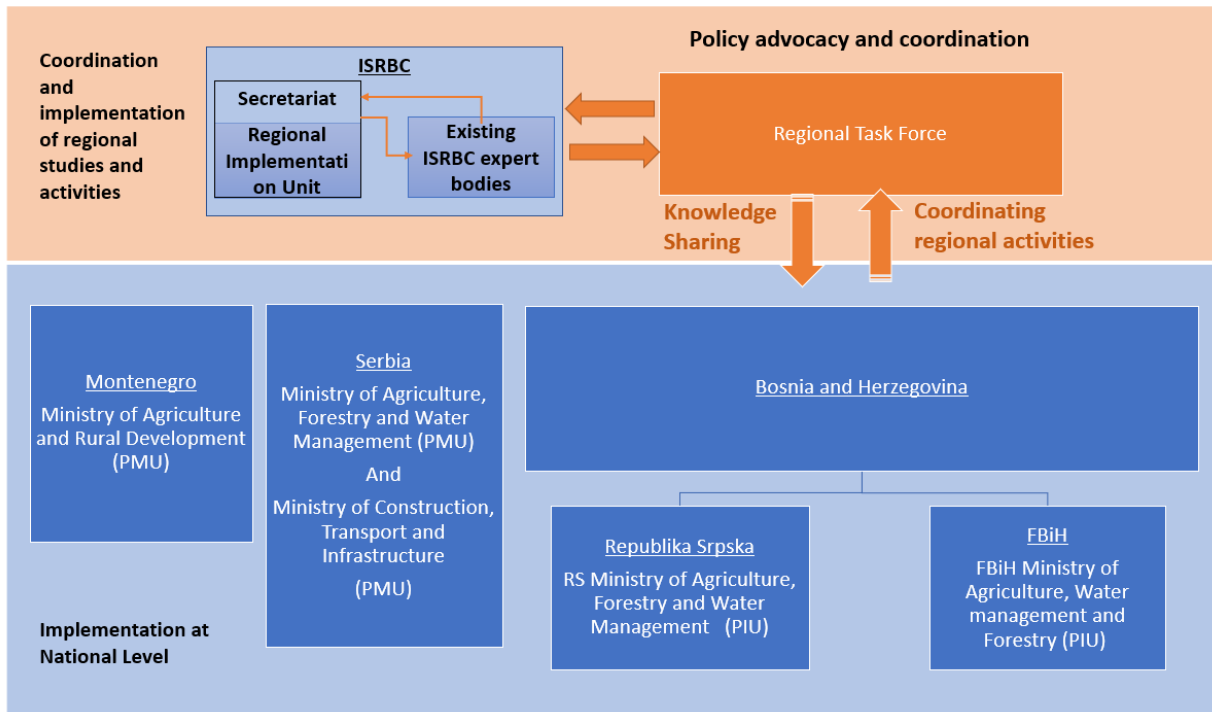 Coordination
and
implementation
of regional
studies and
activities
ISRBC
Secretariat
Regional
Implementati
on Unit
Existing
ISRBC expert
bodies
Policy advocacy and coordination
Regional Task Force
Knowledge
Sharing
Coordinating
regional activities
Montenegro
Ministry of Agriculture
and Rural Development
(PMU)
Serbia
Ministry of Agriculture,
Forestry and Water
Management (PMU)
And
Ministry of Construction,
Transport and
Infrastructure
(PMU)
Bosnia and Herzegovina
Republika Srpska
RS Ministry of Agriculture,
Forestry and Water
Management (PIU)
FBiH
FBiH Ministry of
Agriculture, Water
management and
Forestry (PIU)
Implementation at
National Level